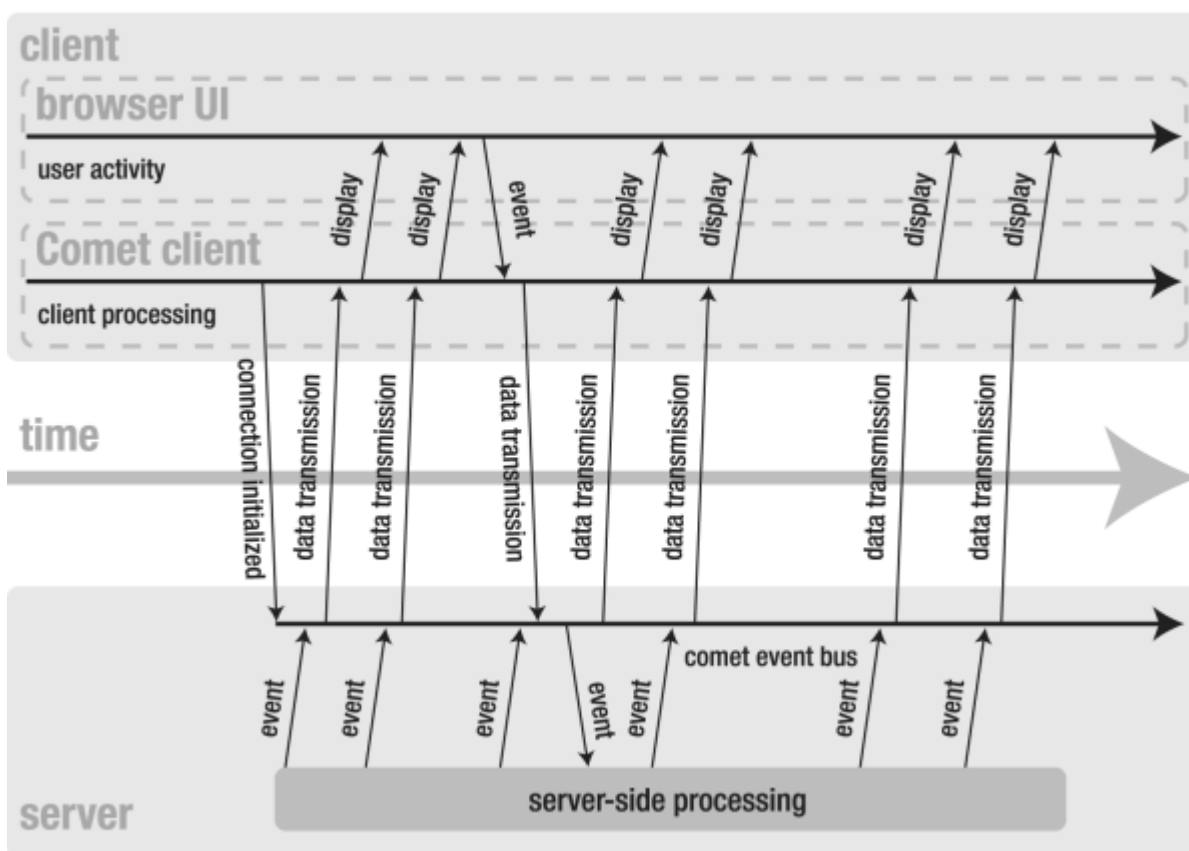 client
browser UI
user activity
display
display
event
display
display
display
display
Comet client
client processing
connection initialized
data transmission
data transmission
data transmission
data transmission
data transmission
data transmission
data transmission
time
comet event bus
event
event
event
event
event
event
event
server-side processing
server